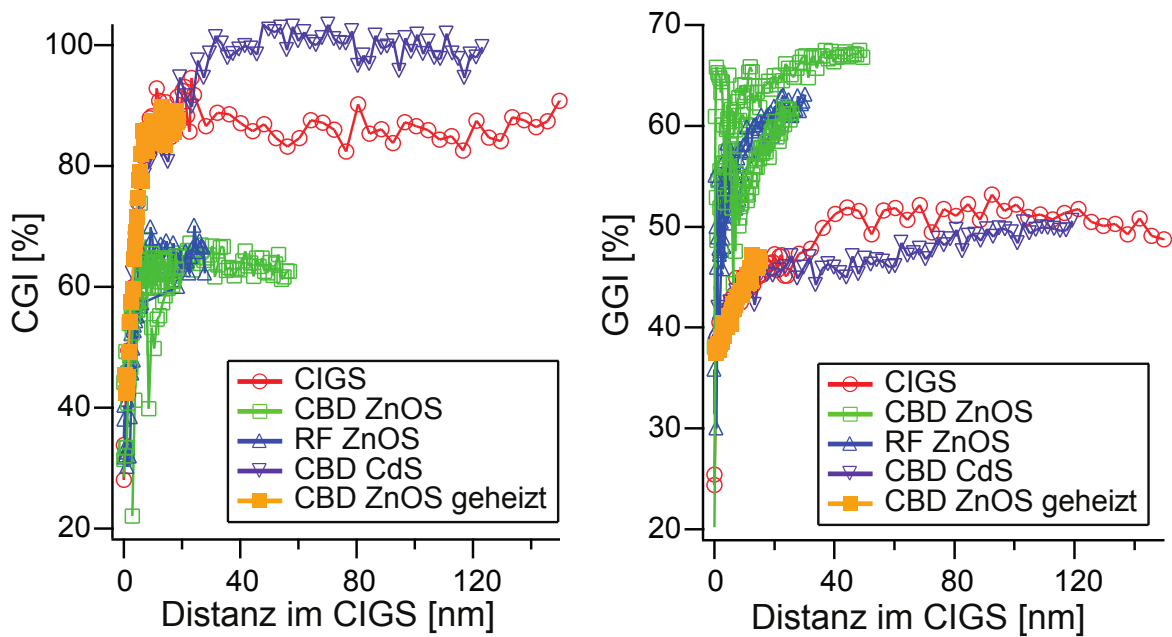 CGI [%]
100
80
60
40
20
CIGS
CBD ZnOS
RF ZnOS
CBD CdS
CBD ZnOS geheizt
0 40 80 120
Distanz im CIGS [nm]
GGI [%]
70
60
50
40
30
20
CIGS
CBD ZnOS
RF ZnOS
CBD CdS
CBD ZnOS geheizt
0 40 80 120
Distanz im CIGS [nm]